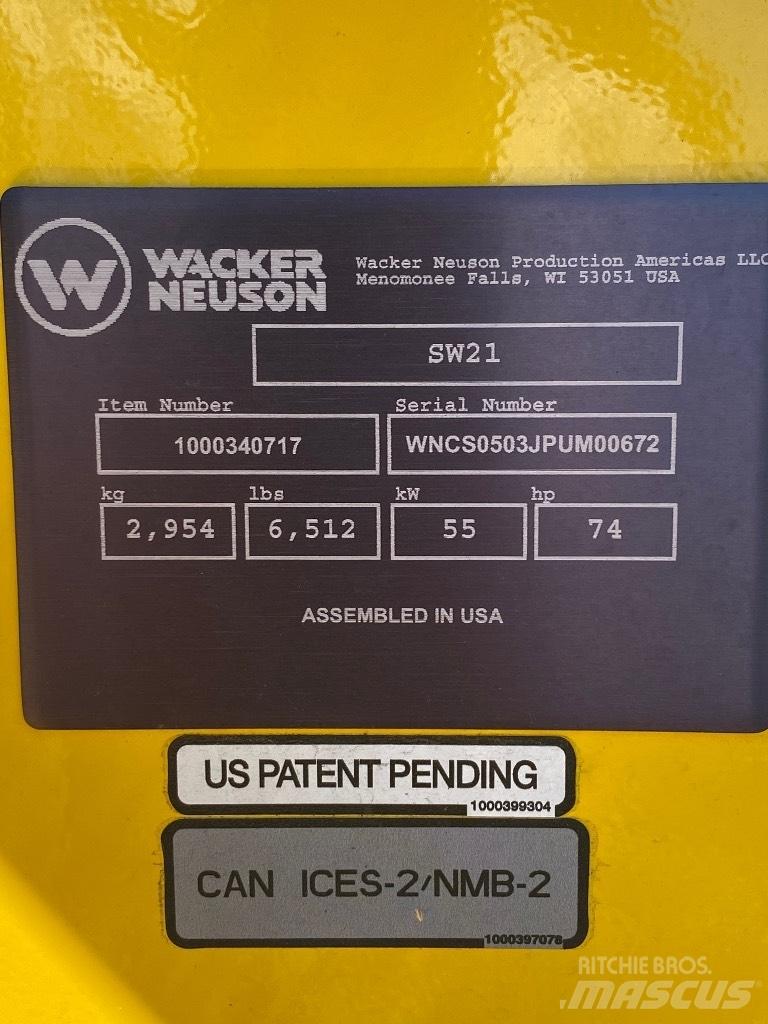 W
WACKER
NEUSON
Wacker Neuson Production Americas LLC
Menomonee Falls, WI 53051 USA
SW21
Item Number
Serial Number
1000340717
WNCS0503JPUM00672
kg
lbs
kW
hp
2,954
6,512
55
74
ASSEMBLED IN USA
US PATENT PENDING
1000399304
CAN ICES-2/NMB-2
1000397078
RITCHIE BROS.
MASCUS